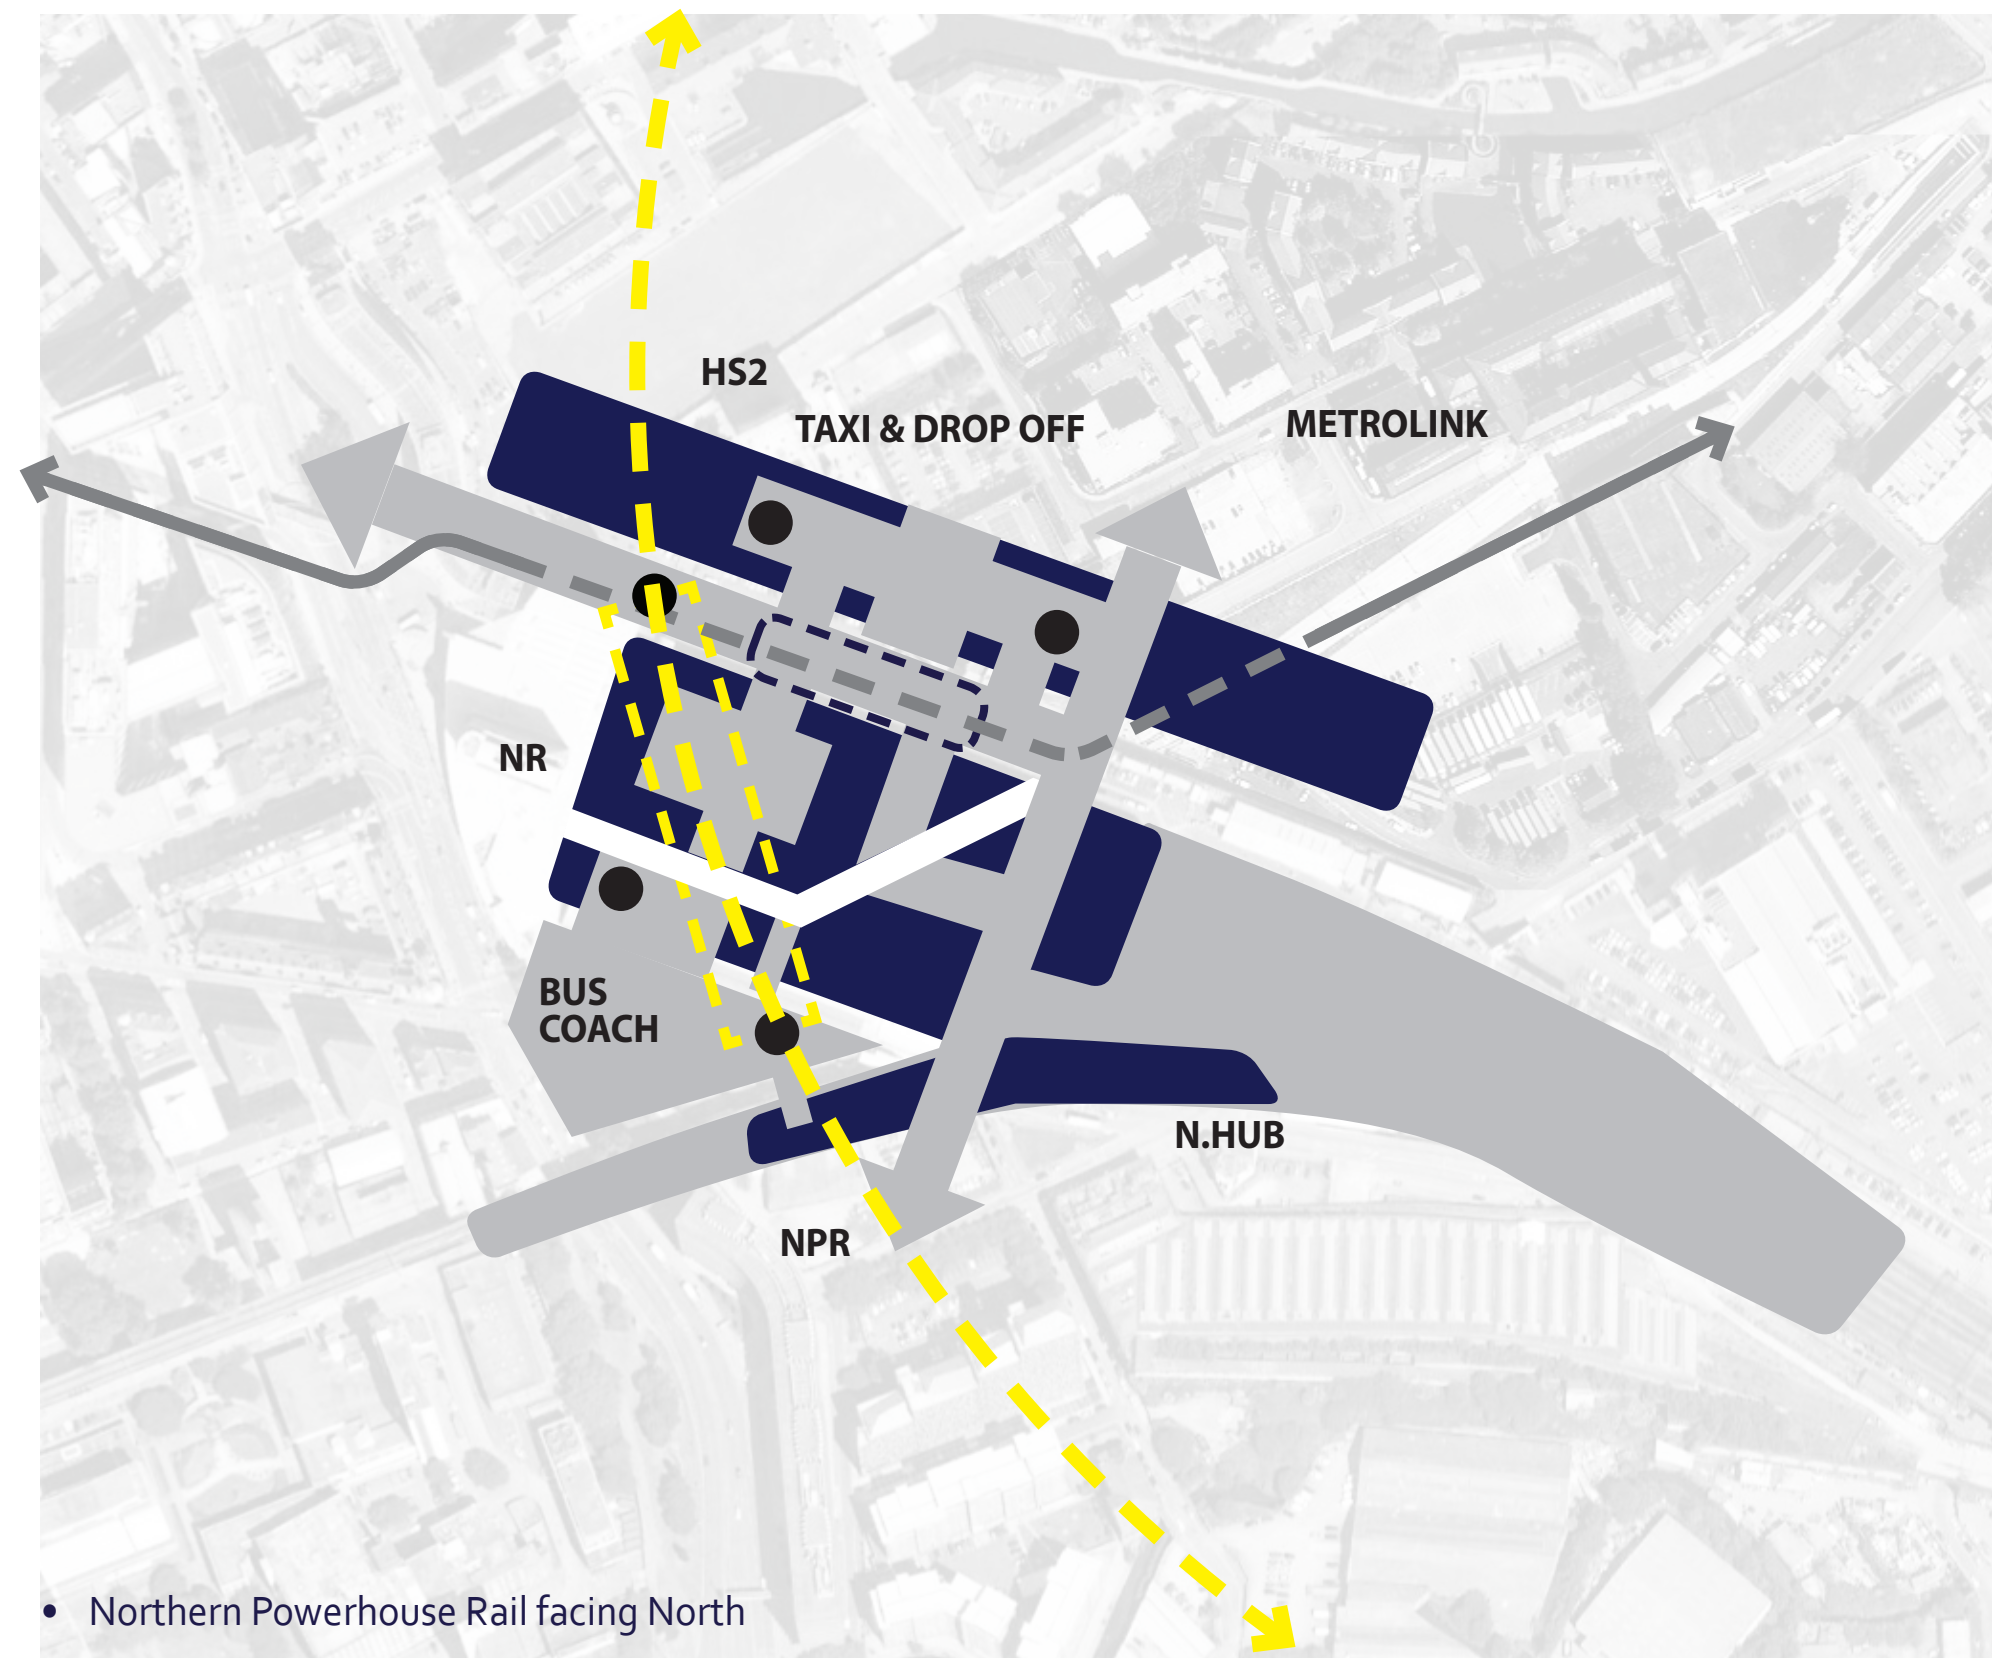 HS2
TAXI & DROP OFF
METROLINK
NR
BUS
COACH
N.HUB
NPR
• Northern Powerhouse Rail facing North